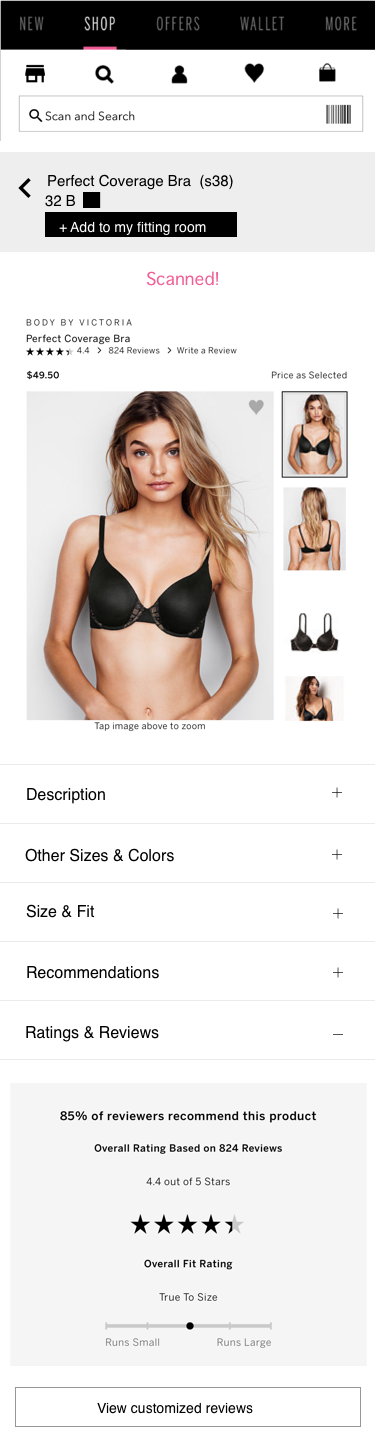 NEW SHOP OFFERS WALLET MORE
Scan and Search
Perfect Coverage Bra (s38)
32 B
+ Add to my fitting room
Scanned!
BODY BY VICTORIA
Perfect Coverage Bra
4.4 > 824 Reviews > Write a Review
$49.50 Price as Selected
Tap image above to zoom
Description +
Other Sizes & Colors +
Size & Fit +
Recommendations +
Ratings & Reviews –
85% of reviewers recommend this product
Overall Rating Based on 824 Reviews
4.4 out of 5 Stars
Overall Fit Rating
True To Size
Runs Small Runs Large
View customized reviews